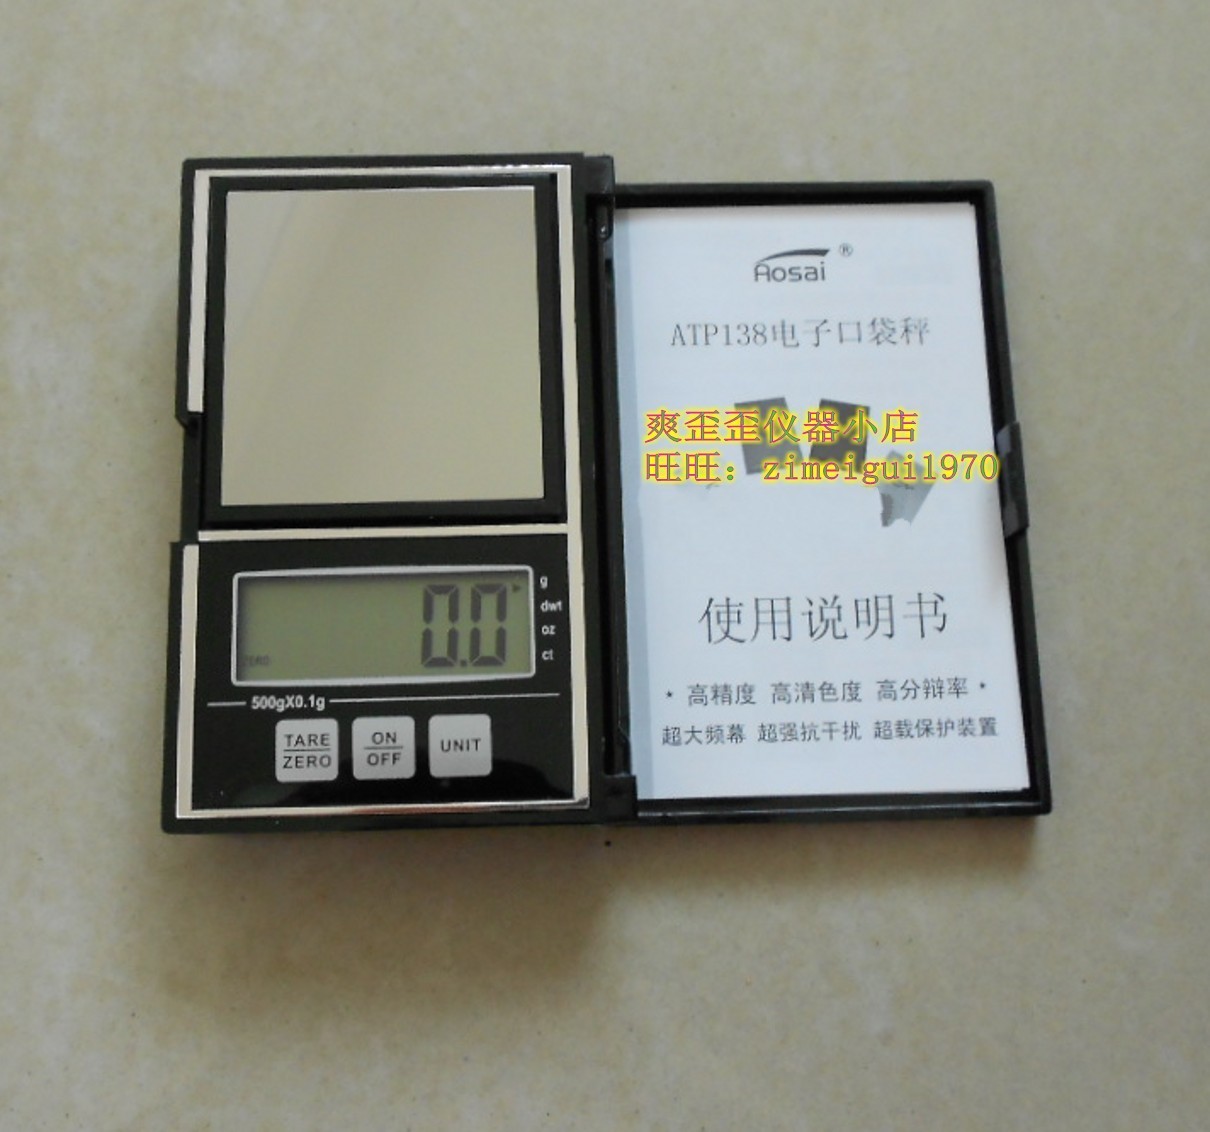 Aosai ®
ATP138电子口袋秤
爽歪歪仪器小店
旺旺：zimeigui1970
使用说明书
* 高精度 高清色度 高分辩率 *
超大频幕 超强抗干扰 超载保护装置
0.0
ZERO
g
dwt
oz
ct
500gX0.1g
TARE
ZERO
ON
OFF
UNIT